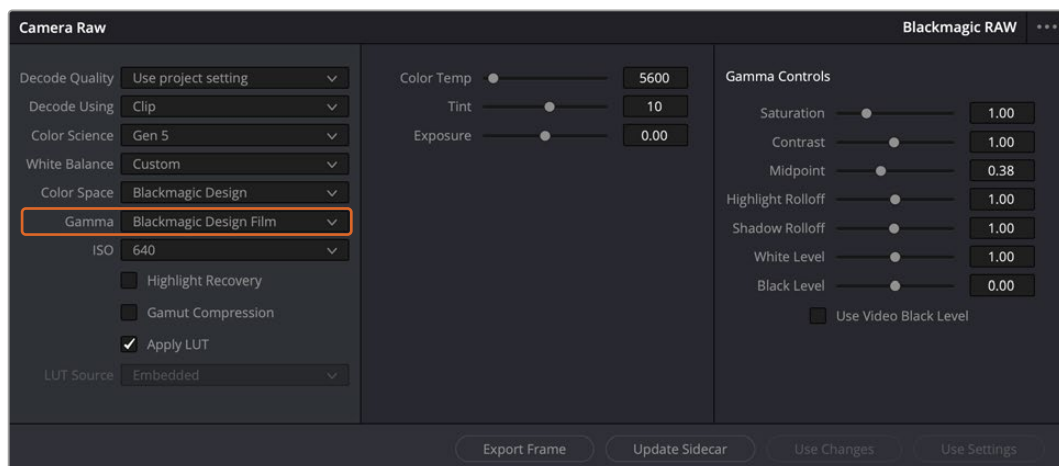 Camera Raw
Blackmagic RAW
Decode Quality Use project setting
Decode Using Clip
Color Science Gen 5
White Balance Custom
Color Space Blackmagic Design
Gamma Blackmagic Design Film
ISO 640
Highlight Recovery
Gamut Compression
Apply LUT
LUT Source Embedded
Color Temp 5600
Tint 10
Exposure 0.00
Gamma Controls
Saturation 1.00
Contrast 1.00
Midpoint 0.38
Highlight Rolloff 1.00
Shadow Rolloff 1.00
White Level 1.00
Black Level 0.00
Use Video Black Level
Export Frame
Update Sidecar
Use Changes
Use Settings